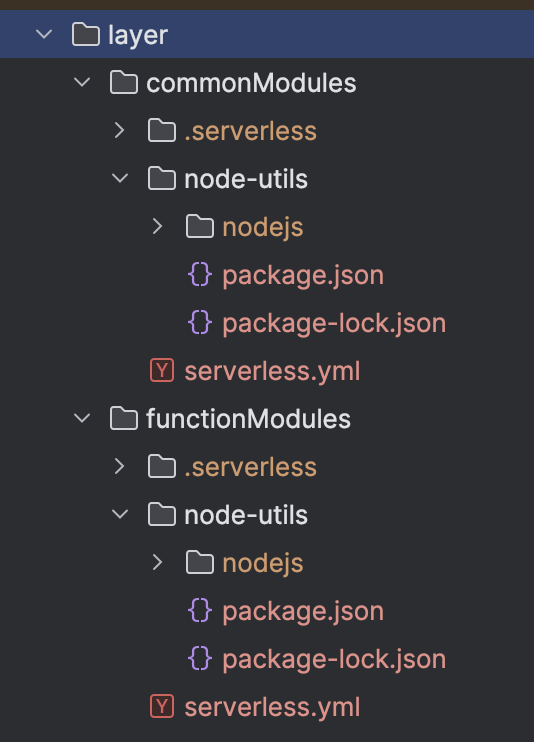 layer
commonModules
.serverless
node-utils
nodejs
package.json
package-lock.json
serverless.yml
functionModules
.serverless
node-utils
nodejs
package.json
package-lock.json
serverless.yml